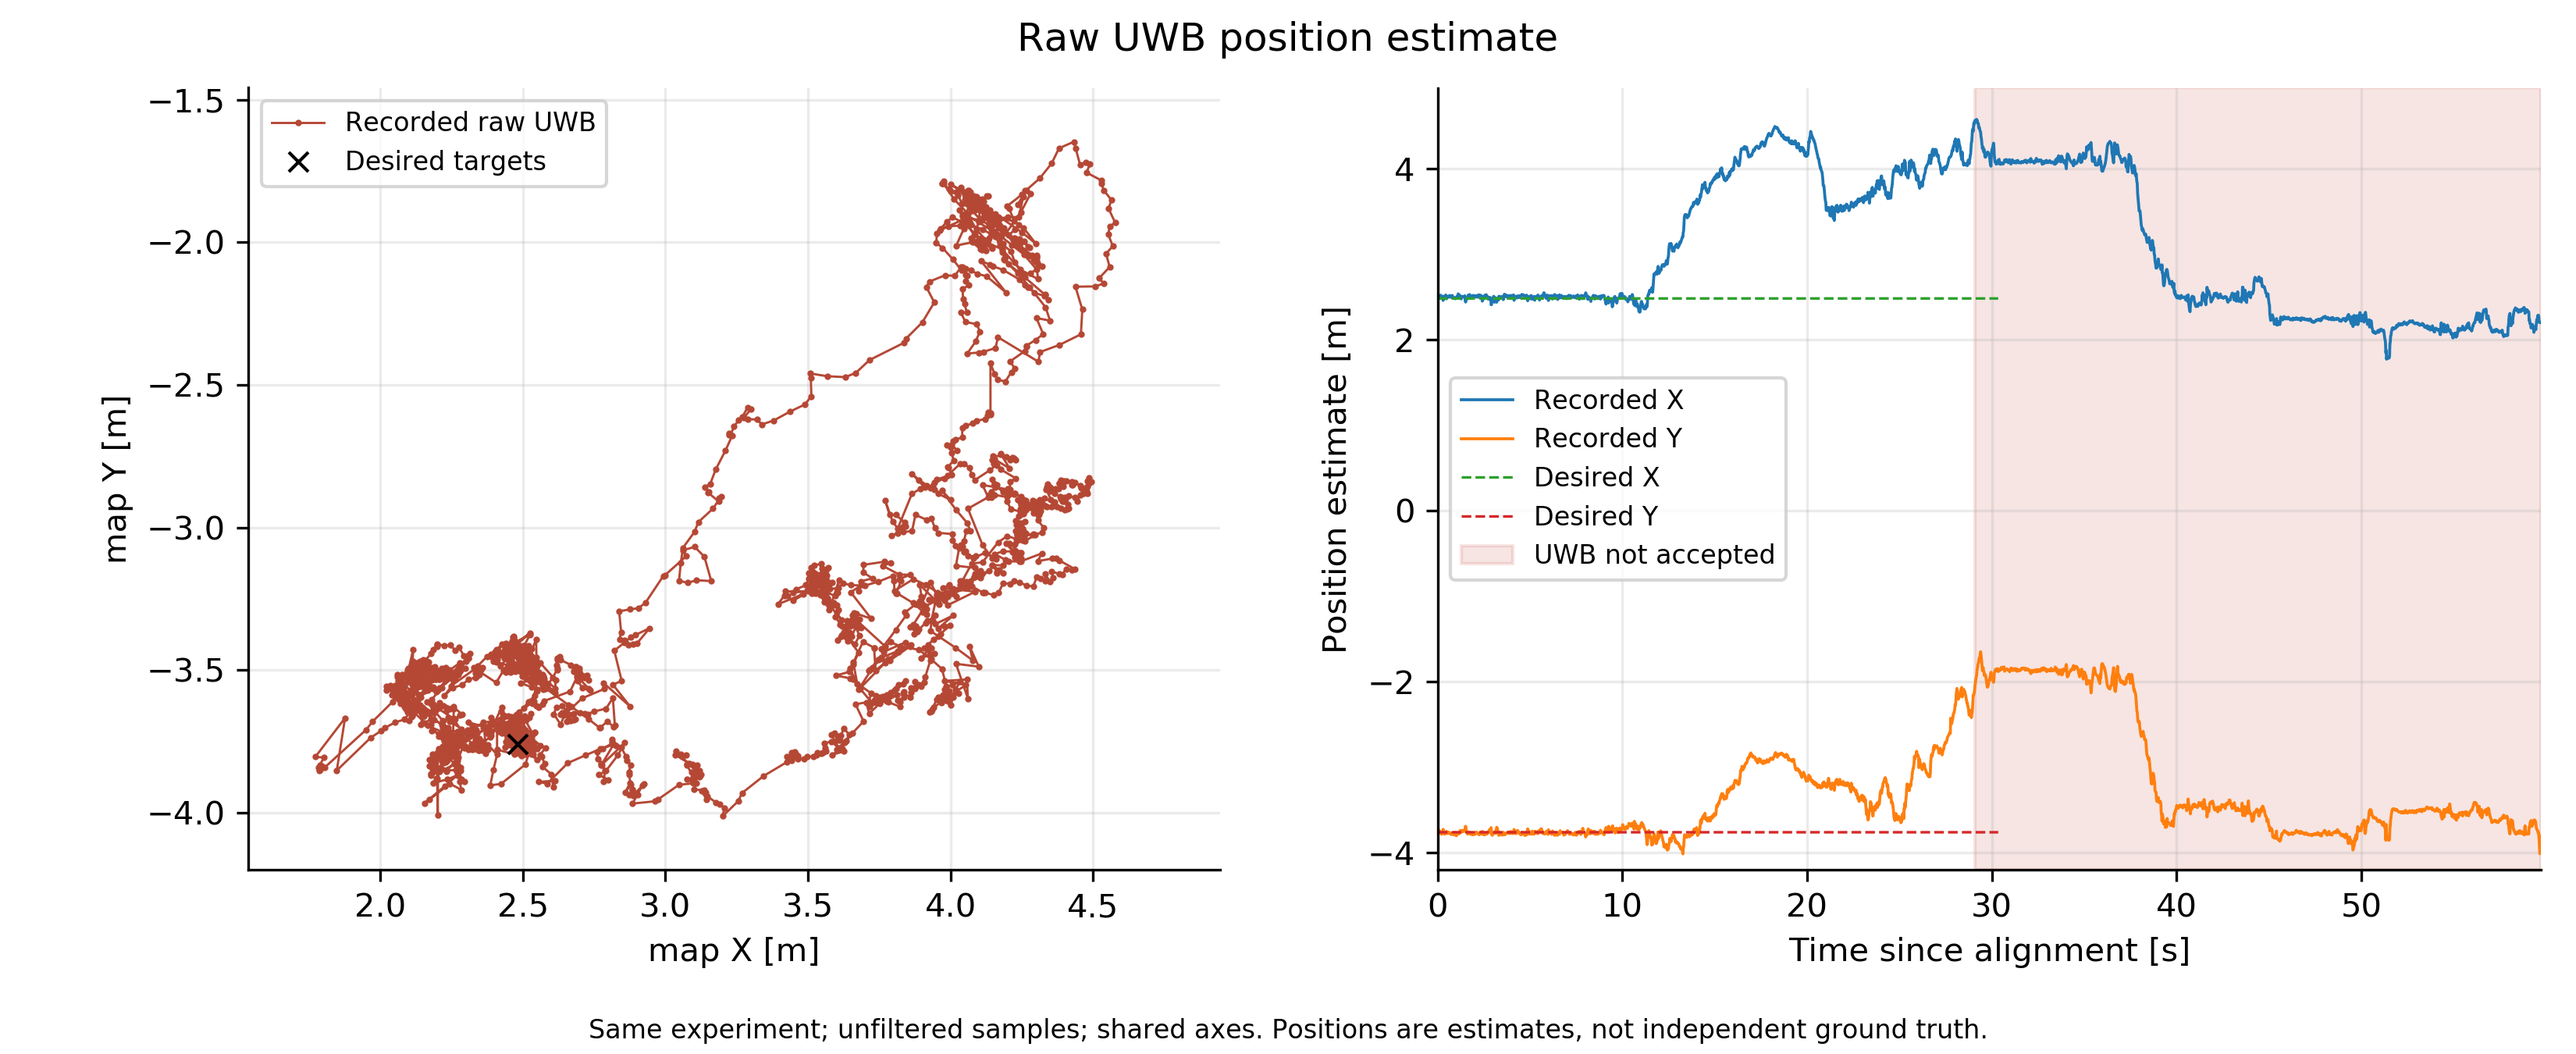 Raw UWB position estimate
Recorded raw UWB
Desired targets
−1.5
−2.0
−2.5
−3.0
−3.5
−4.0
map Y [m]
2.0
2.5
3.0
3.5
4.0
4.5
map X [m]
4
2
0
−2
−4
Position estimate [m]
Recorded X
Recorded Y
Desired X
Desired Y
UWB not accepted
0
10
20
30
40
50
Time since alignment [s]
Same experiment; unfiltered samples; shared axes. Positions are estimates, not independent ground truth.